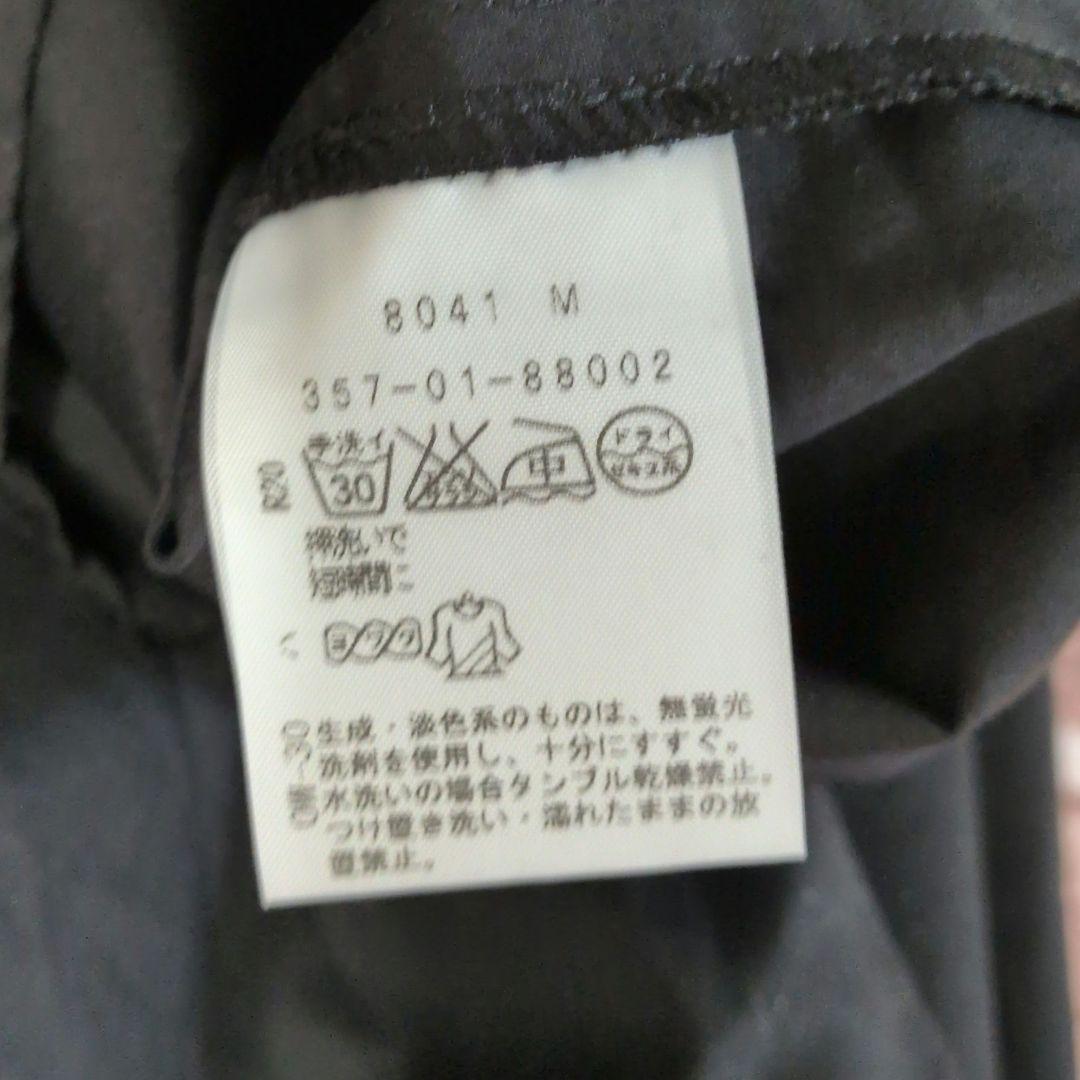 8041 M
357-01-88002
R20
手洗イ
30
中
ドライ
セキユ系
押洗いで
短時間に
ヨワク
生成・淡色系のものは、無蛍光
洗剤を使用し、十分にすすぐ。
水洗いの場合タンブル乾燥禁止。
つけ置き洗い・濡れたままの放
置禁止。